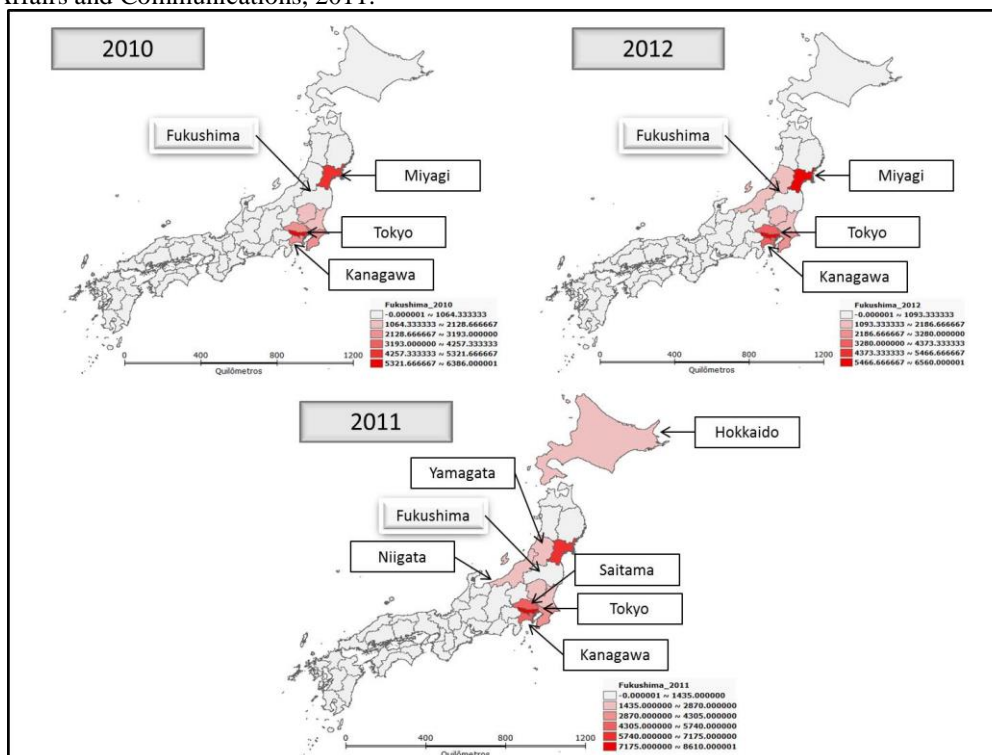 Affairs and Communications, 2011.
2010
Fukushima
Miyagi
Tokyo
Kanagawa
Fukushima_2010
-0.000001 ~ 1064.333333
1064.333333 ~ 2128.666667
2128.666667 ~ 3193.000000
3193.000000 ~ 4257.333333
4257.333333 ~ 5321.666667
5321.666667 ~ 6386.000001
0 400 800 1200
Quilômetros
2012
Fukushima
Miyagi
Tokyo
Kanagawa
Fukushima_2012
-0.000001 ~ 1093.333333
1093.333333 ~ 2186.666667
2186.666667 ~ 3280.000000
3280.000000 ~ 4373.333333
4373.333333 ~ 5466.666667
5466.666667 ~ 6560.000001
0 400 800 1200
Quilômetros
2011
Hokkaido
Yamagata
Fukushima
Niigata
Saitama
Tokyo
Kanagawa
Fukushima_2011
-0.000001 ~ 1435.000000
1435.000000 ~ 2870.000000
2870.000000 ~ 4305.000000
4305.000000 ~ 5740.000000
5740.000000 ~ 7175.000000
7175.000000 ~ 8610.000001
0 400 800 1200
Quilômetros